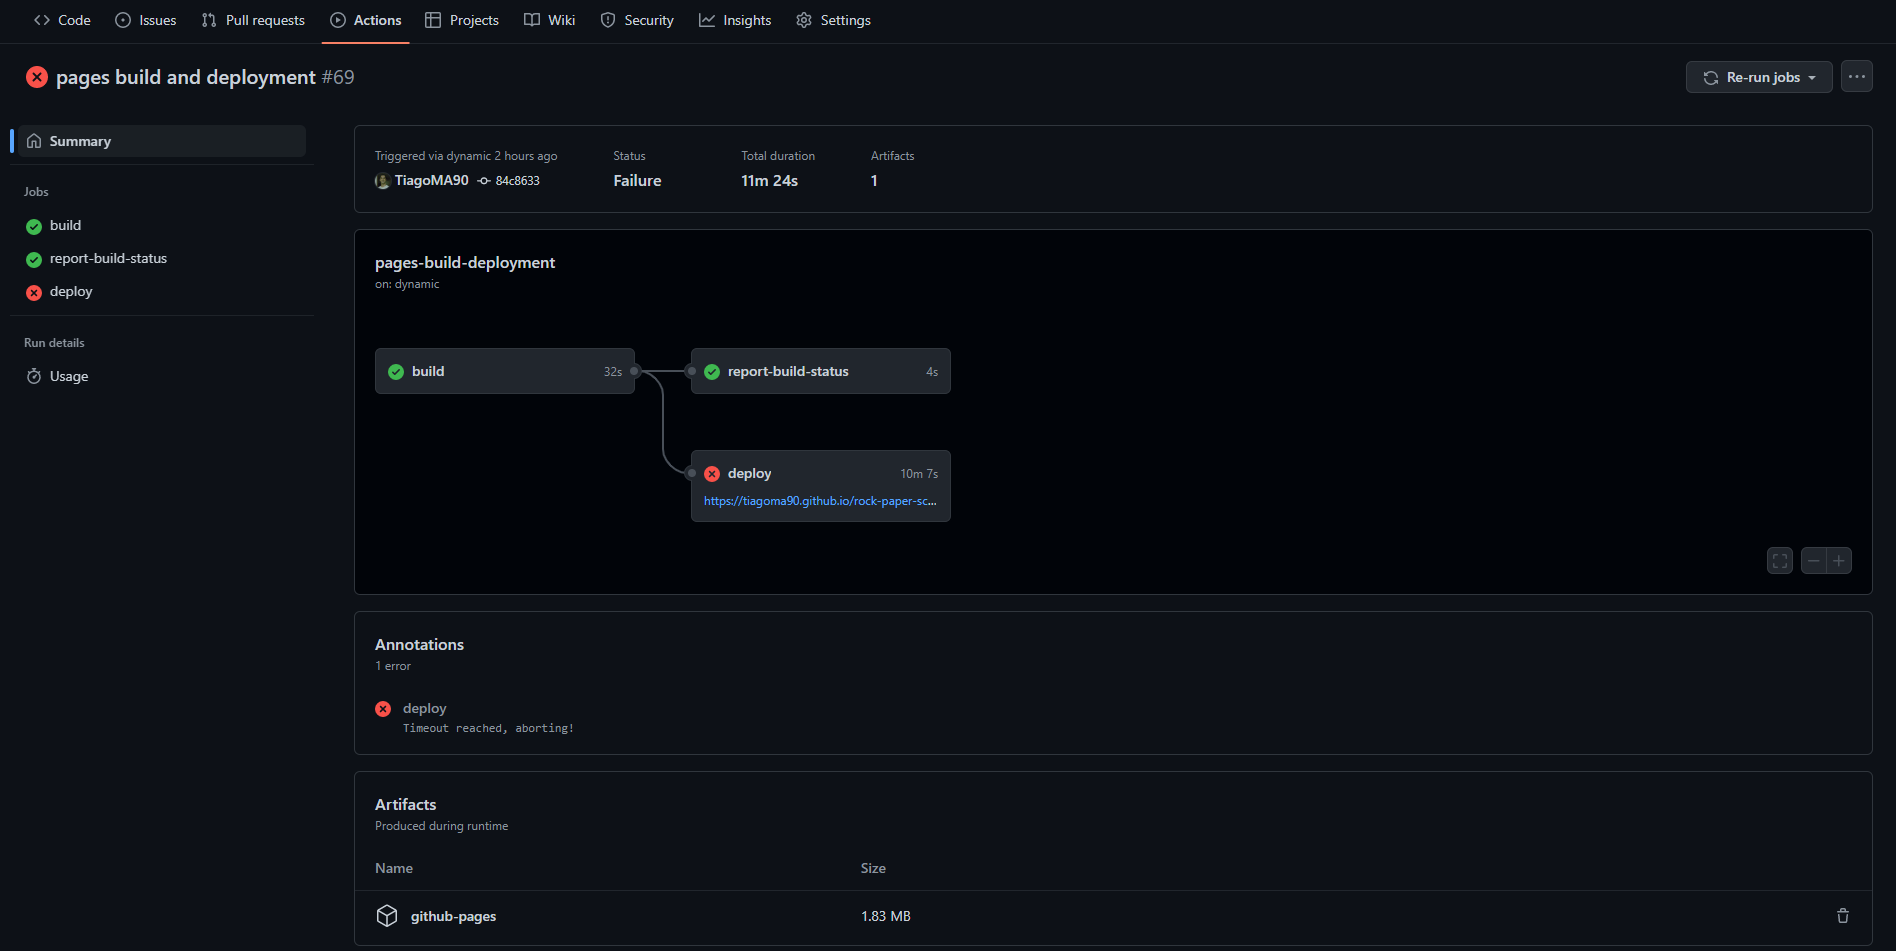 Code Issues Pull requests Actions Projects Wiki Security Insights Settings
pages build and deployment #69
Re-run jobs
Summary
Jobs
build
report-build-status
deploy
Run details
Usage
Triggered via dynamic 2 hours ago
TiagoMA90 84c8633
Status
Failure
Total duration
11m 24s
Artifacts
1
pages-build-deployment
on: dynamic
build 32s
report-build-status 4s
deploy 10m 7s
https://tiagoma90.github.io/rock-paper-sc...
Annotations
1 error
deploy
Timeout reached, aborting!
Artifacts
Produced during runtime
Name Size
github-pages 1.83 MB